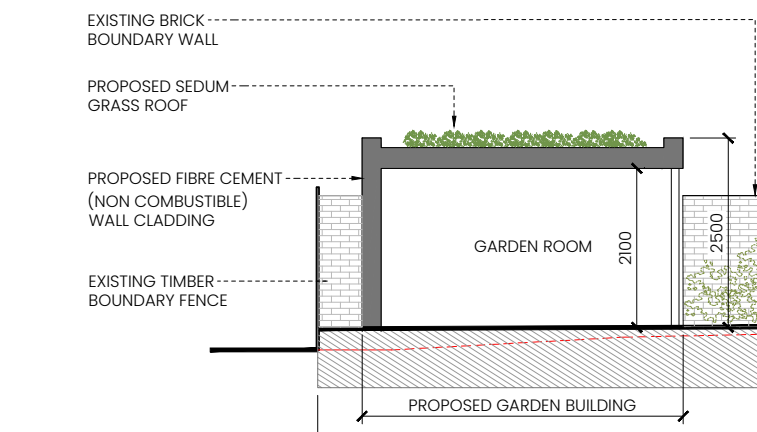 EXISTING BRICK
BOUNDARY WALL
PROPOSED SEDUM
GRASS ROOF
PROPOSED FIBRE CEMENT
(NON COMBUSTIBLE)
WALL CLADDING
GARDEN ROOM
2100
2500
EXISTING TIMBER
BOUNDARY FENCE
PROPOSED GARDEN BUILDING